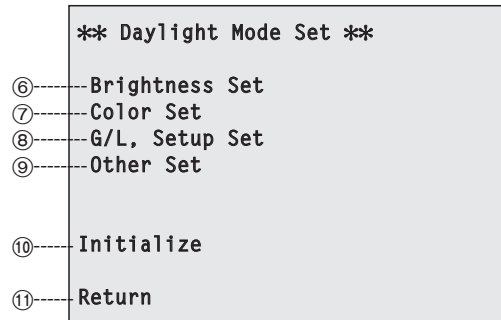 ** Daylight Mode Set **
⑥ Brightness Set
⑦ Color Set
⑧ G/L, Setup Set
⑨ Other Set
⑩ Initialize
⑪ Return